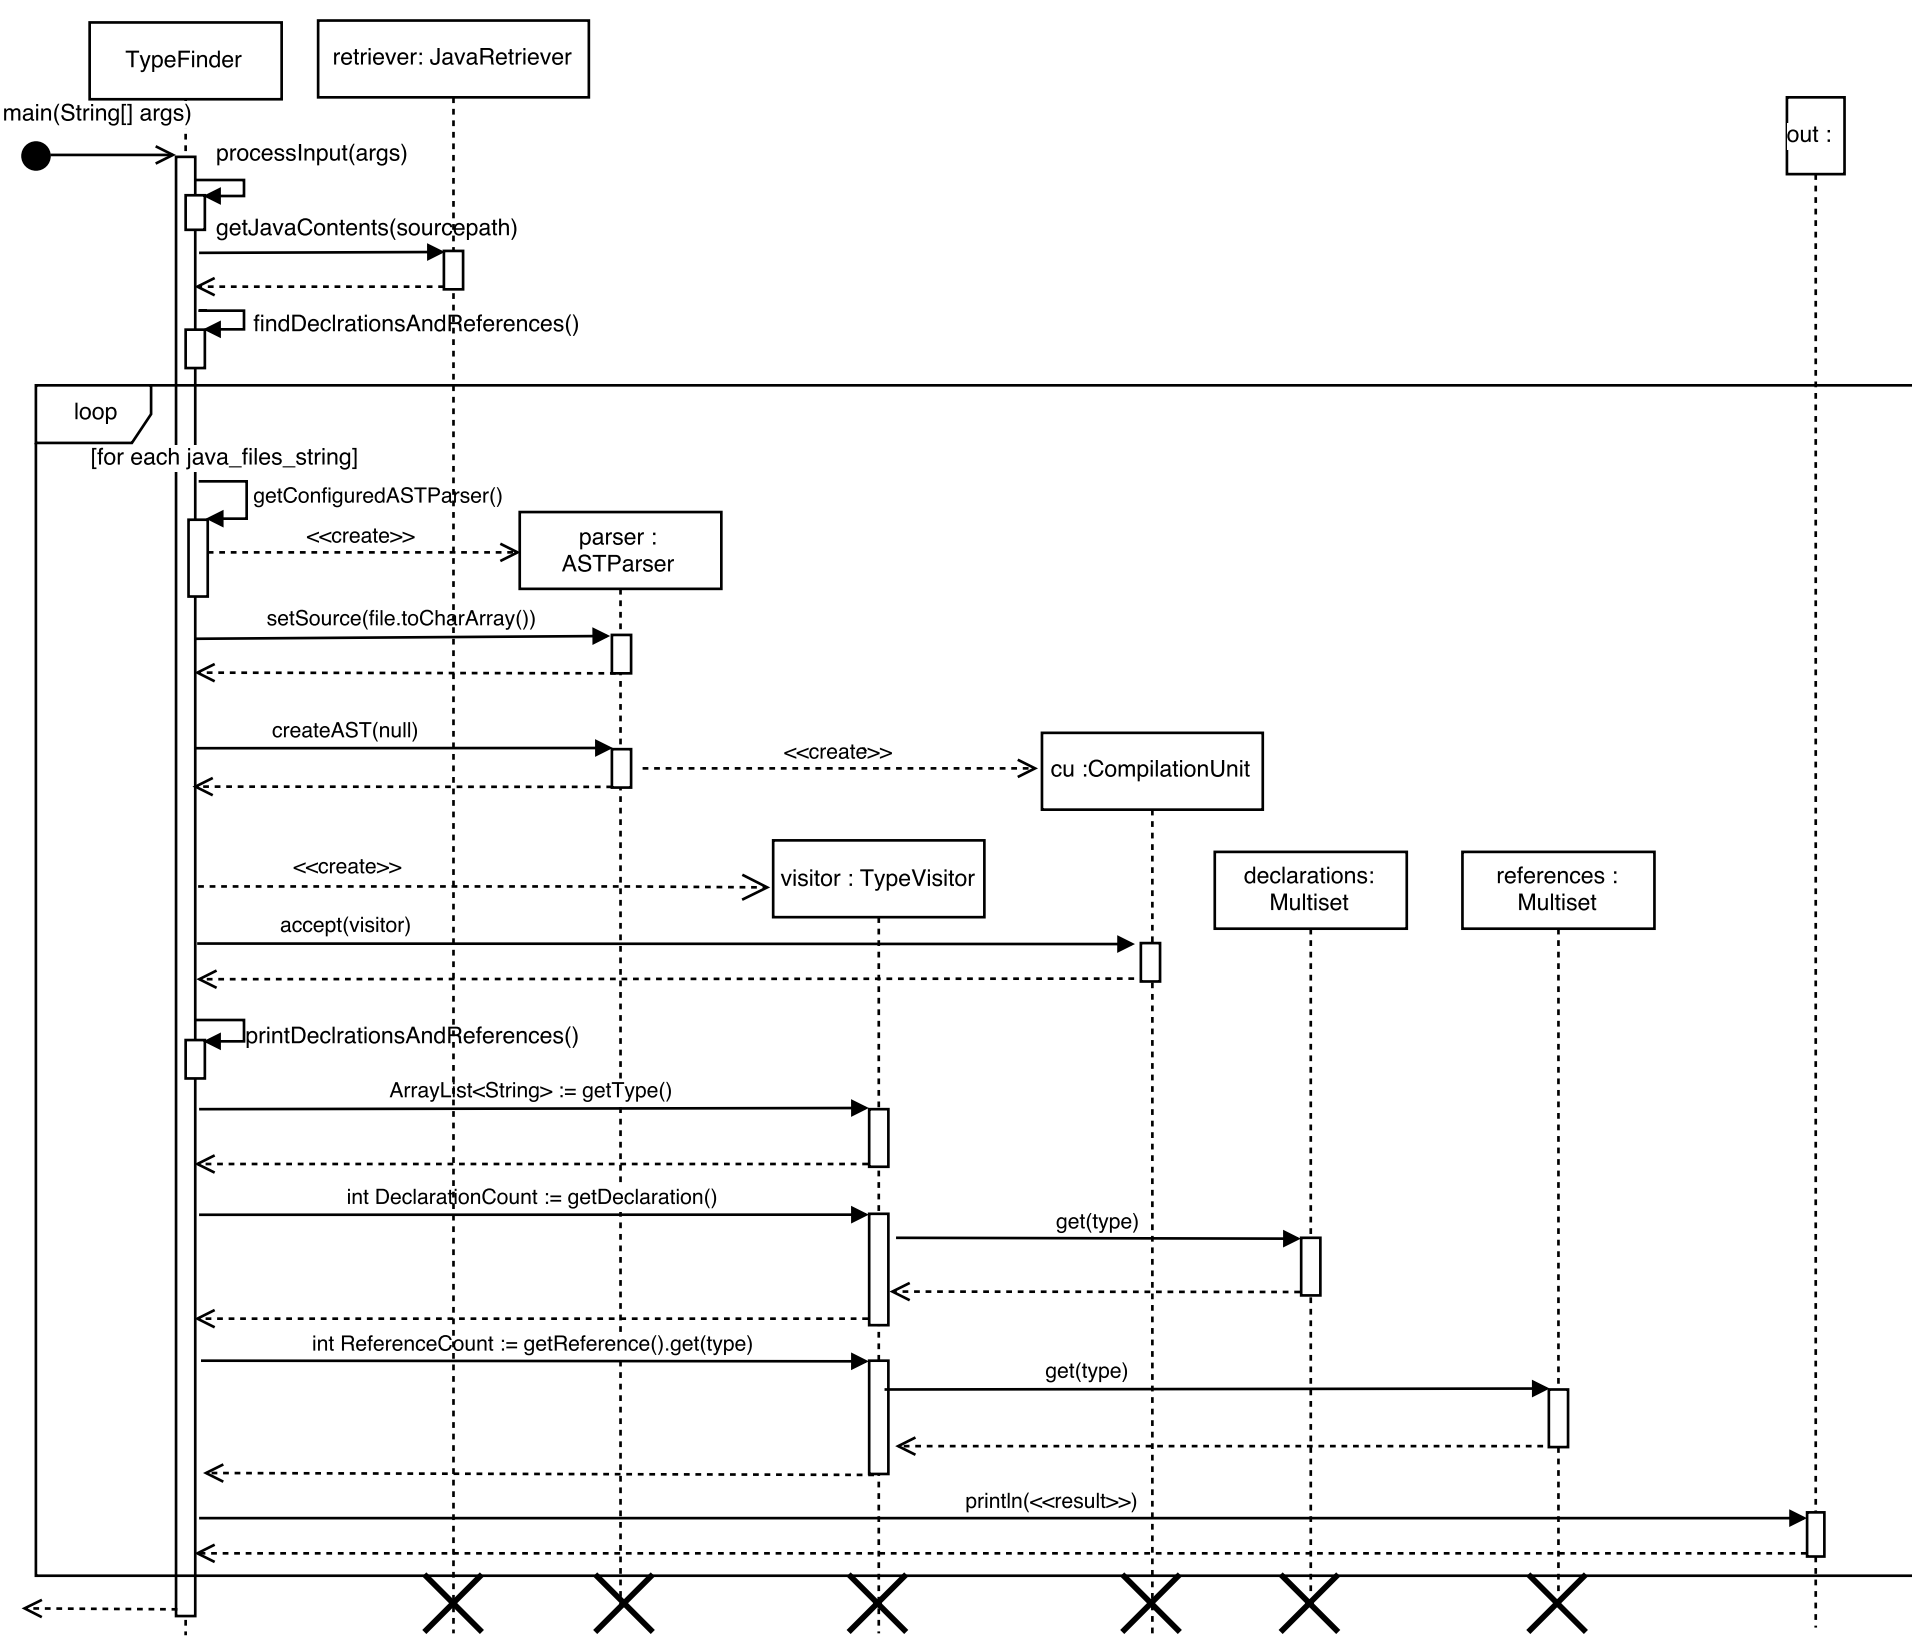 TypeFinder
retriever: JavaRetriever
main(String[] args)
out :
processInput(args)
getJavaContents(sourcepath)
findDeclrationsAndReferences()
loop
[for each java_files_string]
getConfiguredASTParser()
<<create>>
parser :
ASTParser
setSource(file.toCharArray())
createAST(null)
<<create>>
cu :CompilationUnit
<<create>>
visitor : TypeVisitor
declarations:
Multiset
references :
Multiset
accept(visitor)
printDeclrationsAndReferences()
ArrayList<String> := getType()
int DeclarationCount := getDeclaration()
get(type)
int ReferenceCount := getReference().get(type)
get(type)
println(<<result>>)